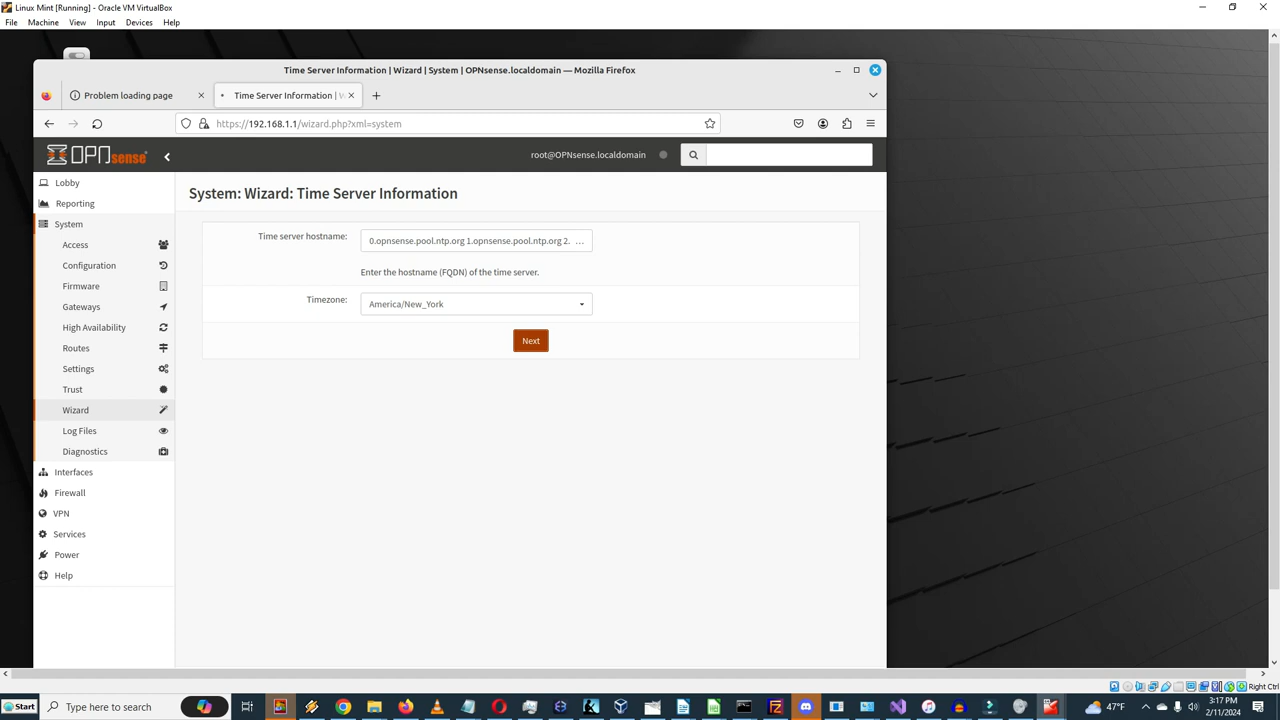 Linux Mint [Running] - Oracle VM VirtualBox
File Machine View Input Devices Help
Time Server Information | Wizard | System | OPNsense.localdomain — Mozilla Firefox
Problem loading page
Time Server Information |
https://192.168.1.1/wizard.php?xml=system
OPNsense
root@OPNsense.localdomain
Lobby
Reporting
System
Access
Configuration
Firmware
Gateways
High Availability
Routes
Settings
Trust
Wizard
Log Files
Diagnostics
Interfaces
Firewall
VPN
Services
Power
Help
System: Wizard: Time Server Information
Time server hostname:
0.opnsense.pool.ntp.org 1.opnsense.pool.ntp.org 2. …
Enter the hostname (FQDN) of the time server.
Timezone:
America/New_York
Next
Right Ctrl
Start
Type here to search
47°F
3:17 PM
2/11/2024